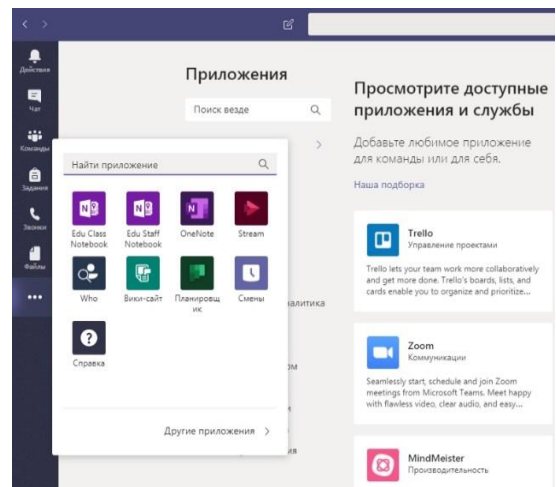 Действия
Чат
Команды
Задания
Звонки
Файлы
Приложения
Поиск везде
Найти приложение
Edu Class
Notebook
Edu Staff
Notebook
OneNote
Stream
Who
Вики-сайт
Планировщ
ик
Смены
Справка
Другие приложения
алитика
ом
и
ия
Просмотрите доступные
приложения и службы
Добавьте любимое приложение
для команды или для себя.
Наша подборка
Trello
Управление проектами
Trello lets your team work more collaboratively
and get more done. Trello's boards, lists, and
cards enable you to organize and prioritize...
Zoom
Коммуникации
Seamlessly start, schedule and join Zoom
meetings from Microsoft Teams. Meet happy
with flawless video, clear audio, and easy...
MindMeister
Производительность